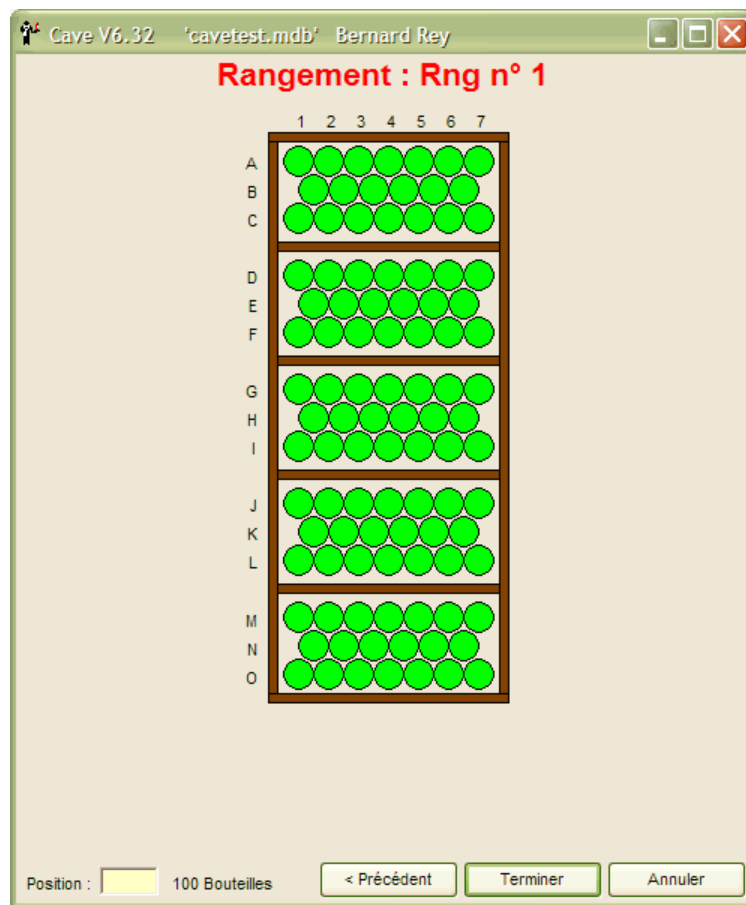 Cave V6.32 'cavetest.mdb' Bernard Rey
Rangement : Rng n° 1
1 2 3 4 5 6 7
A
B
C
D
E
F
G
H
I
J
K
L
M
N
O
Position : 100 Bouteilles < Précédent Terminer Annuler